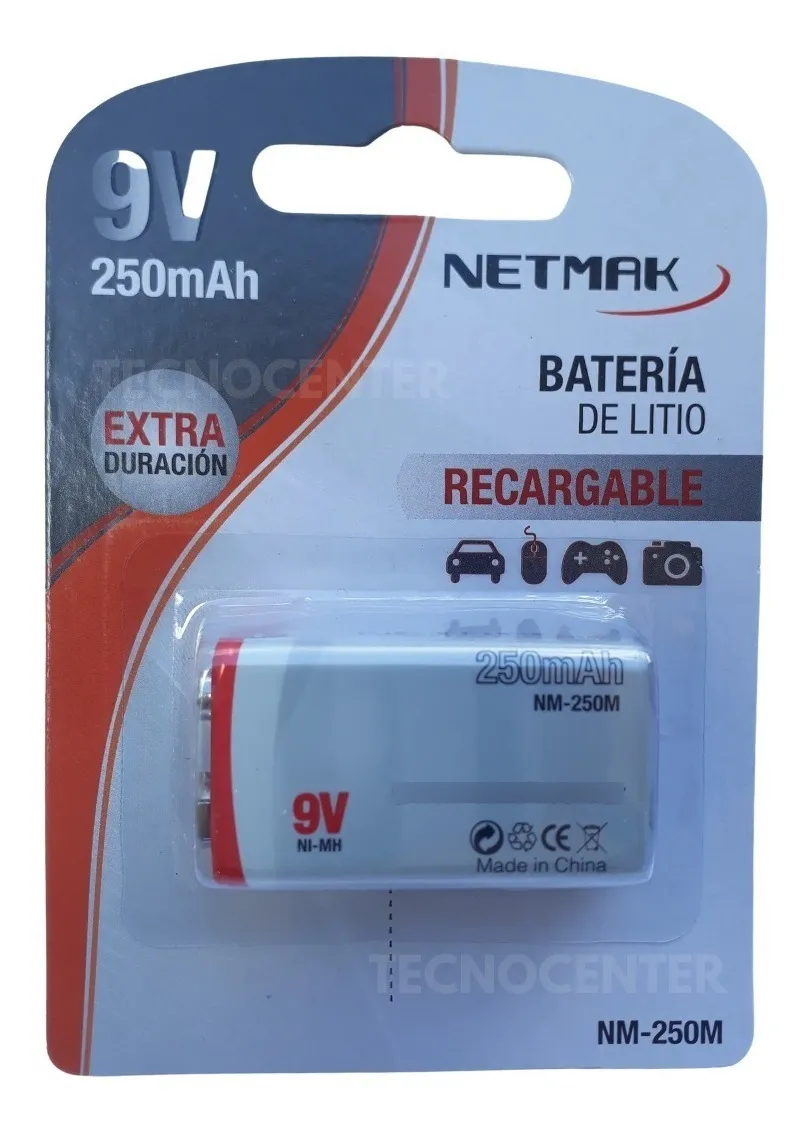 9V
250mAh
NETMAK
TECNOCENTER
BATERÍA
DE LITIO
EXTRA
DURACIÓN
RECARGABLE
250mAh
NM-250M
9V
NI-MH
CE
Made in China
TECNOCENTER
NM-250M